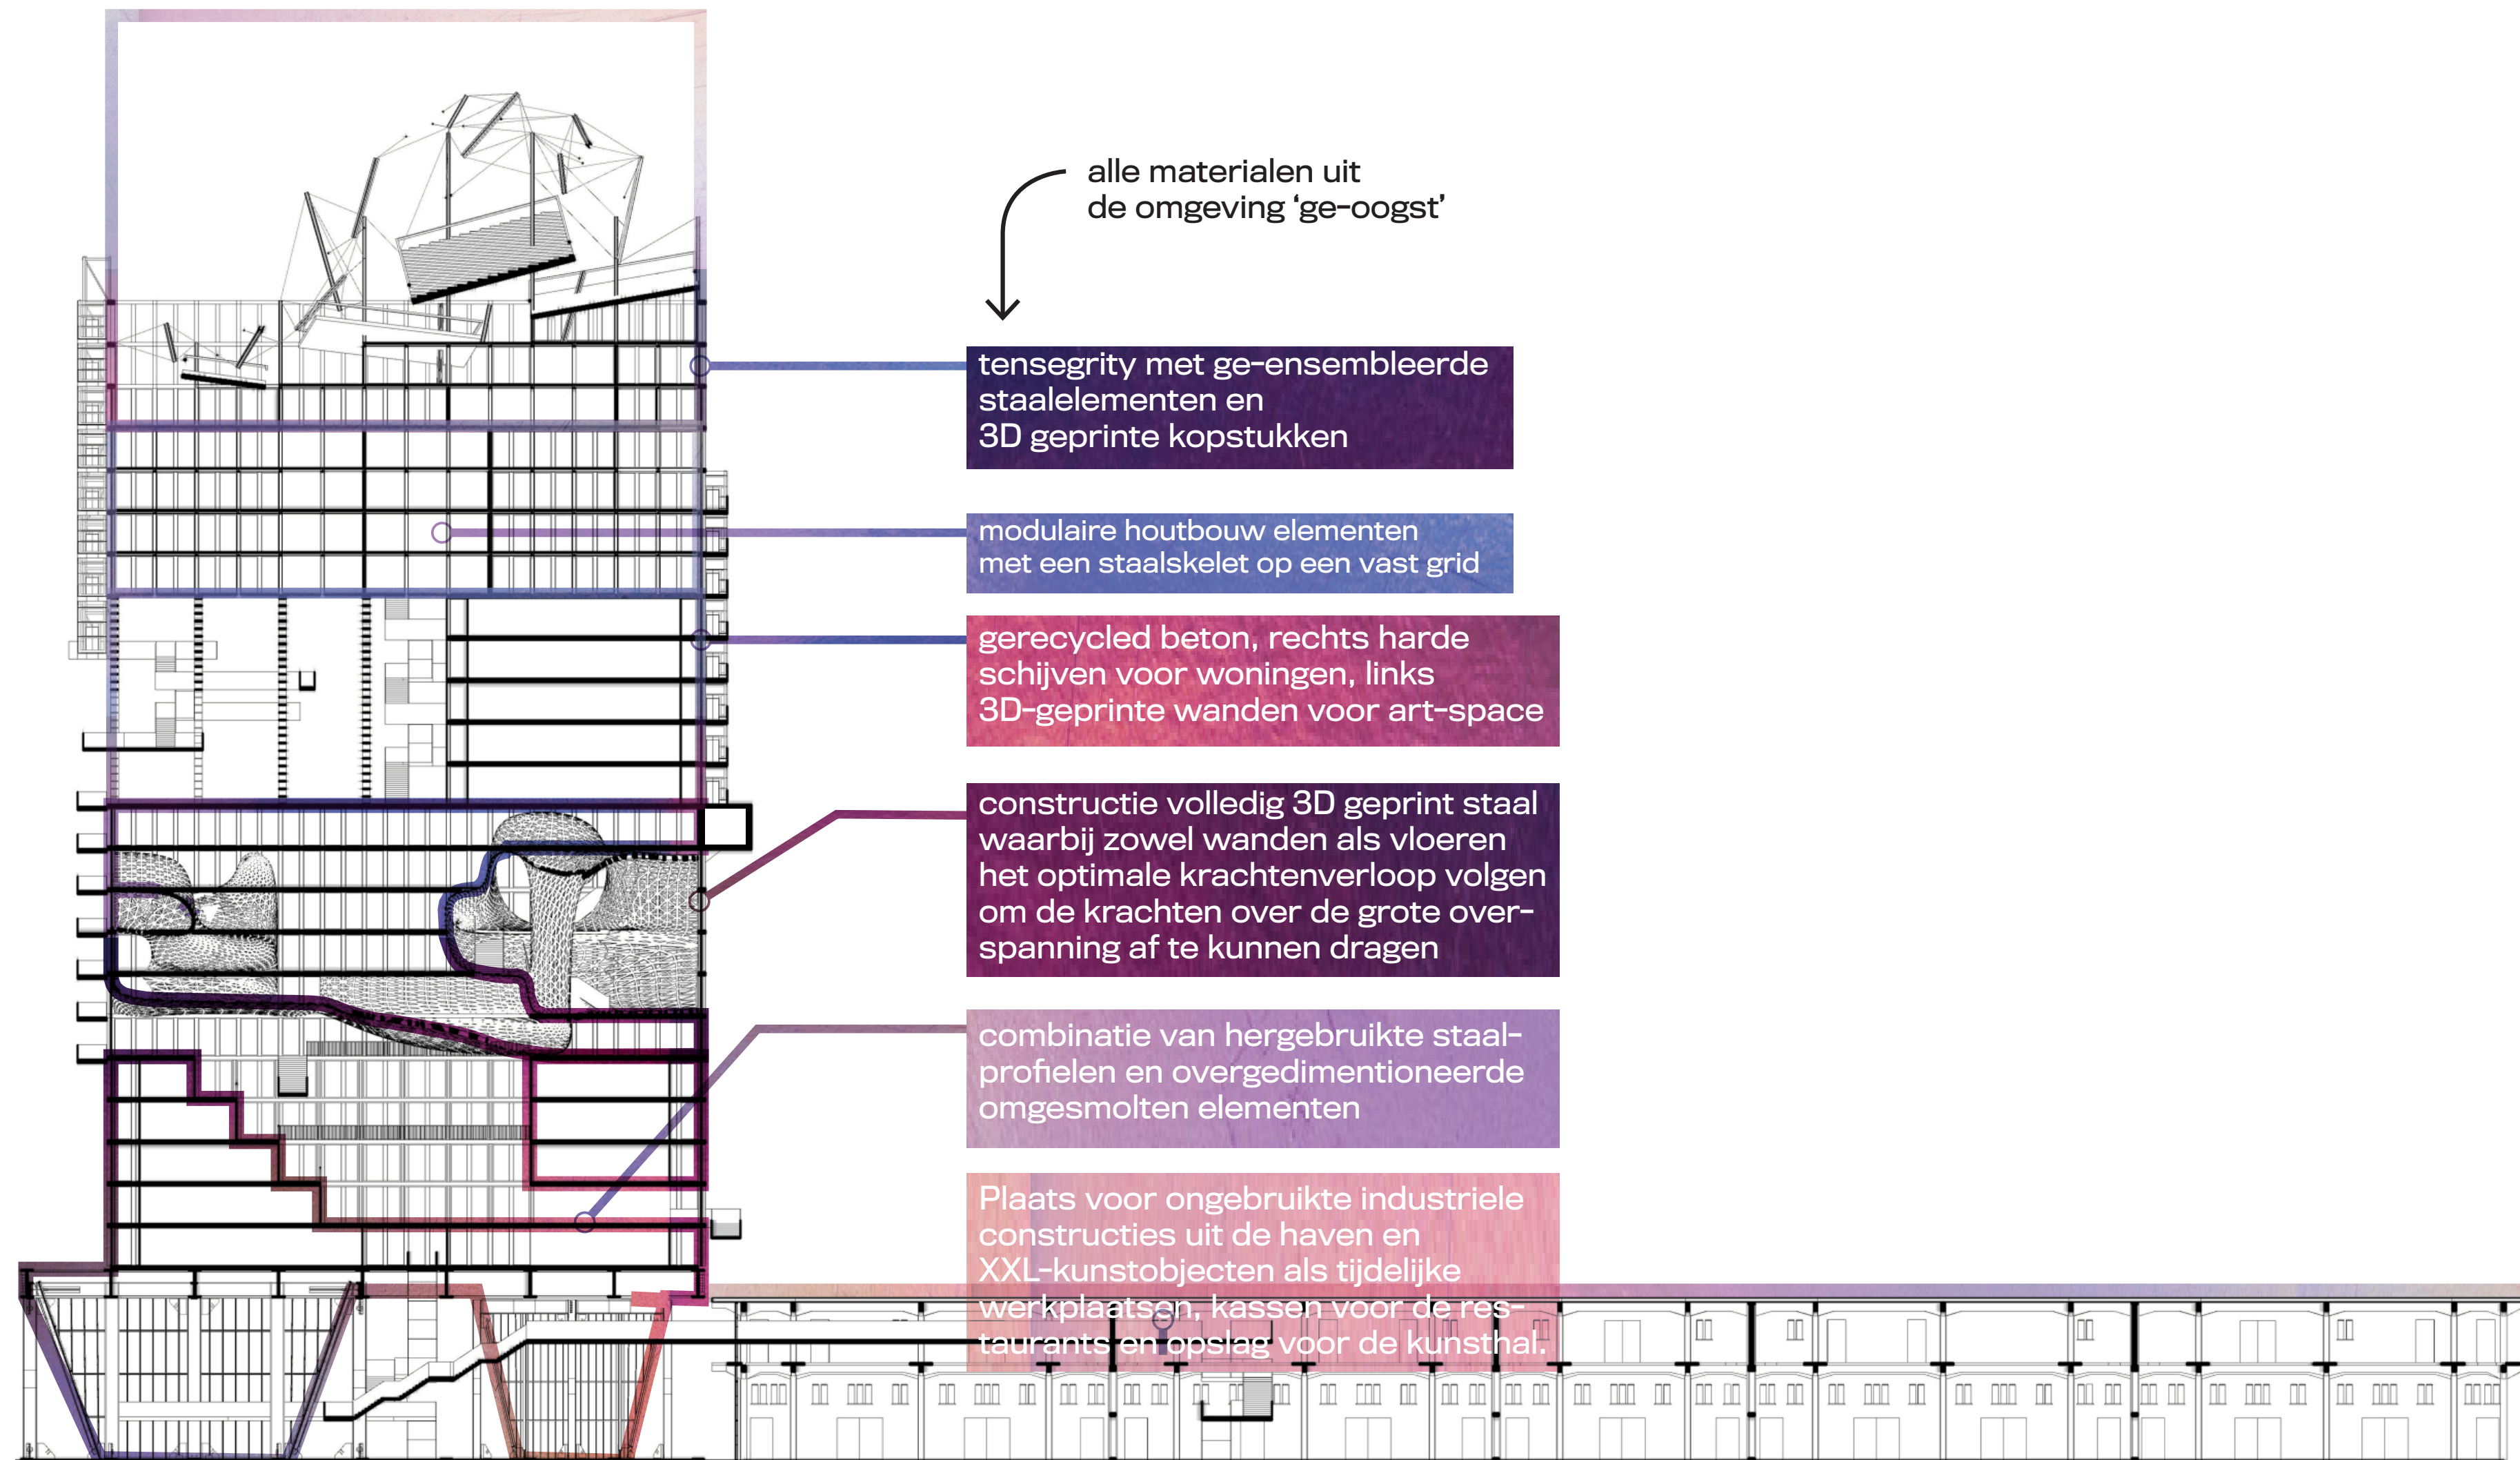 alle materialen uit
de omgeving ‘ge-oogst’
tensegrity met ge-ensembleerde
staalelementen en
3D geprinte kopstukken
modulaire houtbouw elementen
met een staalskelet op een vast grid
gerecycled beton, rechts harde
schijven voor woningen, links
3D-geprinte wanden voor art-space
constructie volledig 3D geprint staal
waarbij zowel wanden als vloeren
het optimale krachtenverloop volgen
om de krachten over de grote over-
spanning af te kunnen dragen
combinatie van hergebruikte staal-
profielen en overgedimentioneerde
omgesmolten elementen
Plaats voor ongebruikte industriele
constructies uit de haven en
XXL-kunstobjecten als tijdelijke
werkplaatsen, kassen voor de res-
taurants en opslag voor de kunsthal.